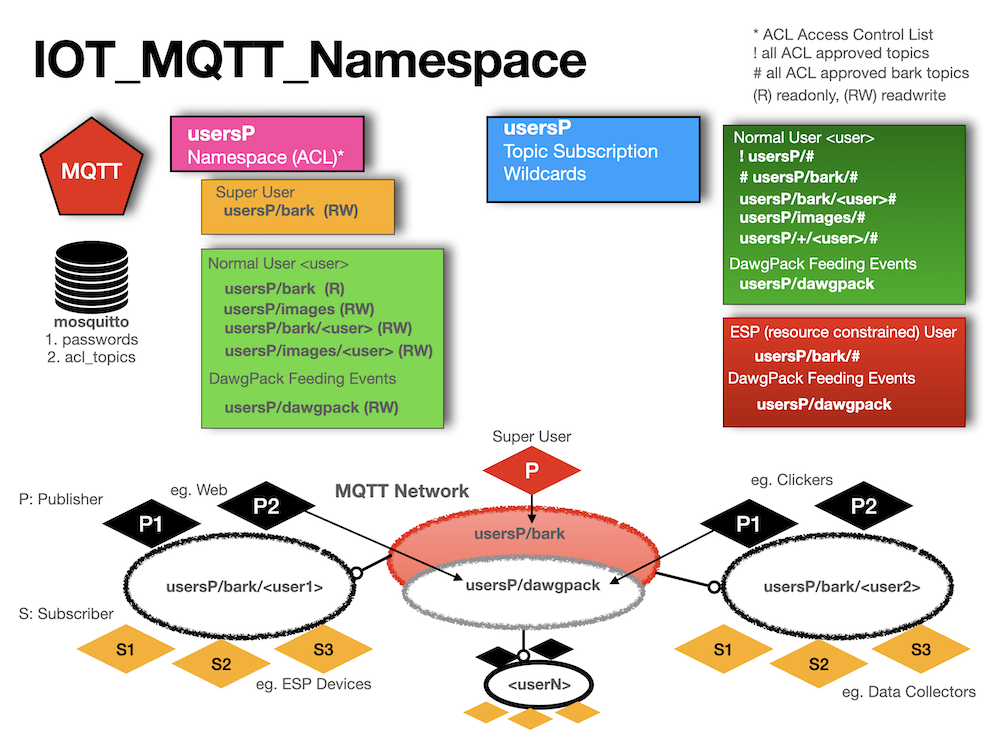 IOT_MQTT_Namespace
* ACL Access Control List
! all ACL approved topics
# all ACL approved bark topics
(R) readonly, (RW) readwrite
MQTT
usersP
Namespace (ACL)*
Super User
usersP/bark (RW)
Normal User <user>
usersP/bark (R)
usersP/images (RW)
usersP/bark/<user> (RW)
usersP/images/<user> (RW)
DawgPack Feeding Events
usersP/dawgpack (RW)
mosquitto
1. passwords
2. acl_topics
usersP
Topic Subscription
Wildcards
Normal User <user>
! usersP/#
# usersP/bark/#
usersP/bark/<user>#
usersP/images/#
usersP/+/<user>/#
DawgPack Feeding Events
usersP/dawgpack
ESP (resource constrained) User
usersP/bark/#
DawgPack Feeding Events
usersP/dawgpack
Super User
P
MQTT Network
P: Publisher
eg. Web
P1
P2
usersP/bark
usersP/dawgpack
eg. Clickers
P1
P2
usersP/bark/<user1>
usersP/bark/<user2>
S: Subscriber
S1
S2
S3
eg. ESP Devices
<userN>
S1
S2
S3
eg. Data Collectors